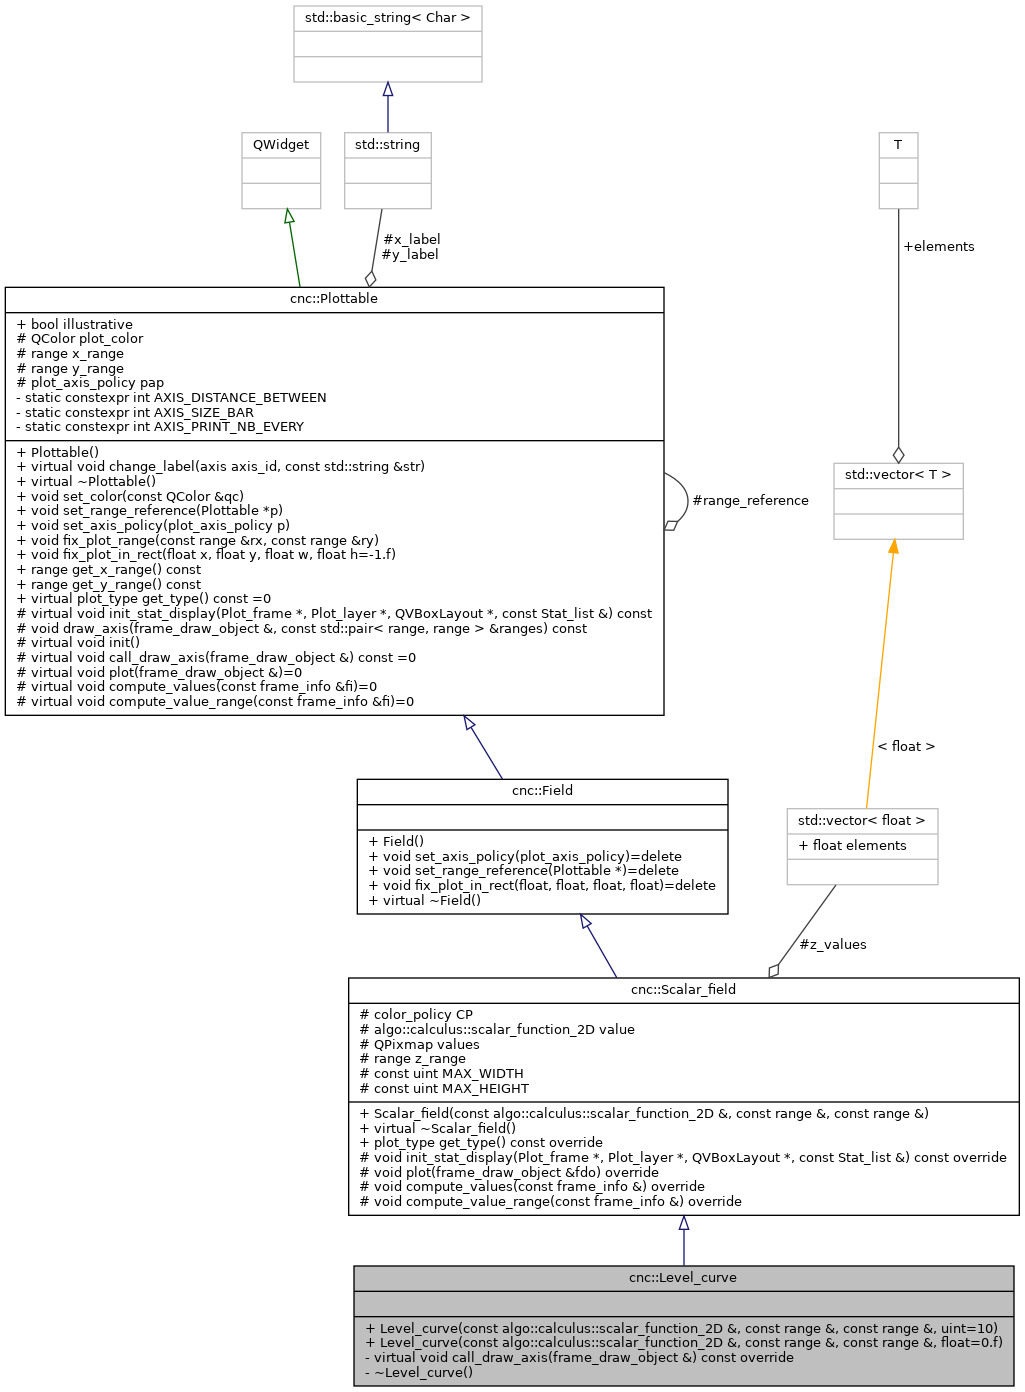 std::basic_string< Char >
QWidget
std::string
T
#x_label
#y_label
+elements
cnc::Plottable
+ bool illustrative
# QColor plot_color
# range x_range
# range y_range
# plot_axis_policy pap
- static constexpr int AXIS_DISTANCE_BETWEEN
- static constexpr int AXIS_SIZE_BAR
- static constexpr int AXIS_PRINT_NB_EVERY
+ Plottable()
+ virtual void change_label(axis axis_id, const std::string &str)
+ virtual ~Plottable()
+ void set_color(const QColor &qc)
+ void set_range_reference(Plottable *p)
+ void set_axis_policy(plot_axis_policy p)
+ void fix_plot_range(const range &rx, const range &ry)
+ void fix_plot_in_rect(float x, float y, float w, float h=-1.f)
+ range get_x_range() const
+ range get_y_range() const
+ virtual plot_type get_type() const =0
# virtual void init_stat_display(Plot_frame *, Plot_layer *, QVBoxLayout *, const Stat_list &) const
# void draw_axis(frame_draw_object &, const std::pair< range, range > &ranges) const
# virtual void init()
# virtual void call_draw_axis(frame_draw_object &) const =0
# virtual void plot(frame_draw_object &)=0
# virtual void compute_values(const frame_info &fi)=0
# virtual void compute_value_range(const frame_info &fi)=0
#range_reference
std::vector< T >
< float >
cnc::Field
+ Field()
+ void set_axis_policy(plot_axis_policy)=delete
+ void set_range_reference(Plottable *)=delete
+ void fix_plot_in_rect(float, float, float, float)=delete
+ virtual ~Field()
std::vector< float >
+ float elements
#z_values
cnc::Scalar_field
# color_policy CP
# algo::calculus::scalar_function_2D value
# QPixmap values
# range z_range
# const uint MAX_WIDTH
# const uint MAX_HEIGHT
+ Scalar_field(const algo::calculus::scalar_function_2D &, const range &, const range &)
+ virtual ~Scalar_field()
+ plot_type get_type() const override
# void init_stat_display(Plot_frame *, Plot_layer *, QVBoxLayout *, const Stat_list &) const override
# void plot(frame_draw_object &fdo) override
# void compute_values(const frame_info &) override
# void compute_value_range(const frame_info &) override
cnc::Level_curve
+ Level_curve(const algo::calculus::scalar_function_2D &, const range &, const range &, uint=10)
+ Level_curve(const algo::calculus::scalar_function_2D &, const range &, const range &, float=0.f)
- virtual void call_draw_axis(frame_draw_object &) const override
- ~Level_curve()